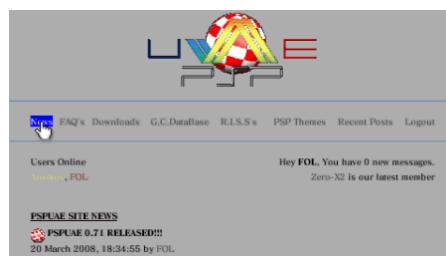 UAE
PSP
News FAQ's Downloads G.C.DataBase R.I.S.S's PSP Themes Recent Posts Logout
Users Online
, FOL
Hey FOL, You have 0 new messages.
Zero-X2 is our latest member
PSPUAE SITE NEWS
PSPUAE 0.71 RELEASED!!!
20 March 2008, 18:34:55 by FOL